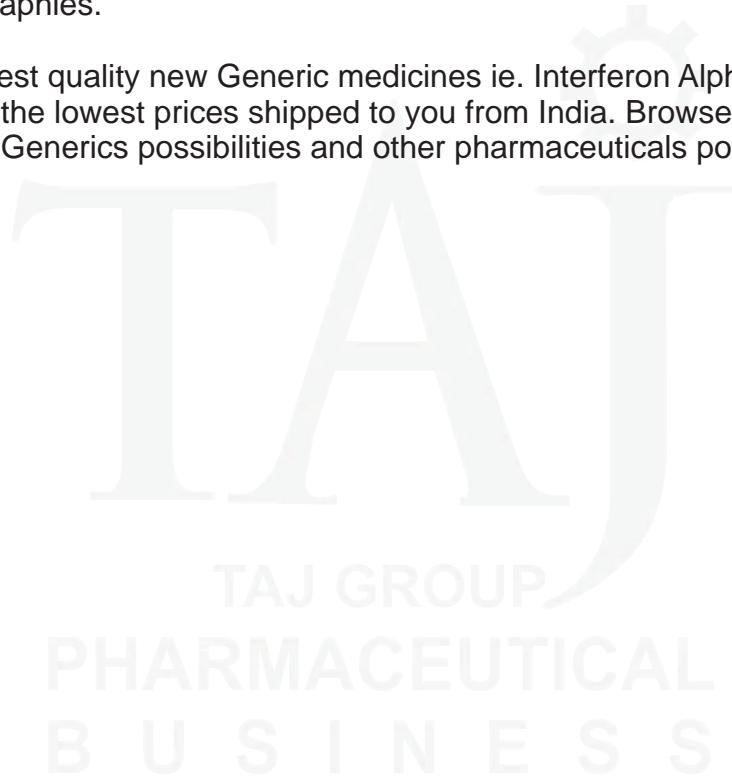 aphies.
est quality new Generic medicines ie. Interferon Alph
the lowest prices shipped to you from India. Browse
Generics possibilities and other pharmaceuticals po
TAJ
TAJ GROUP
PHARMACEUTICAL
BUSINESS